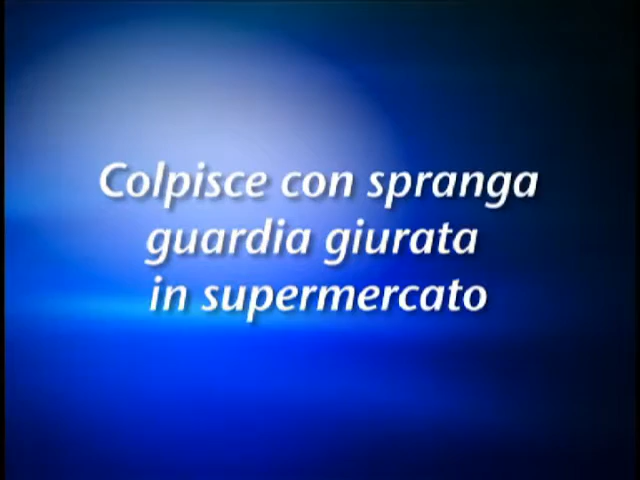 Colpisce con spranga
guardia giurata
in supermercato